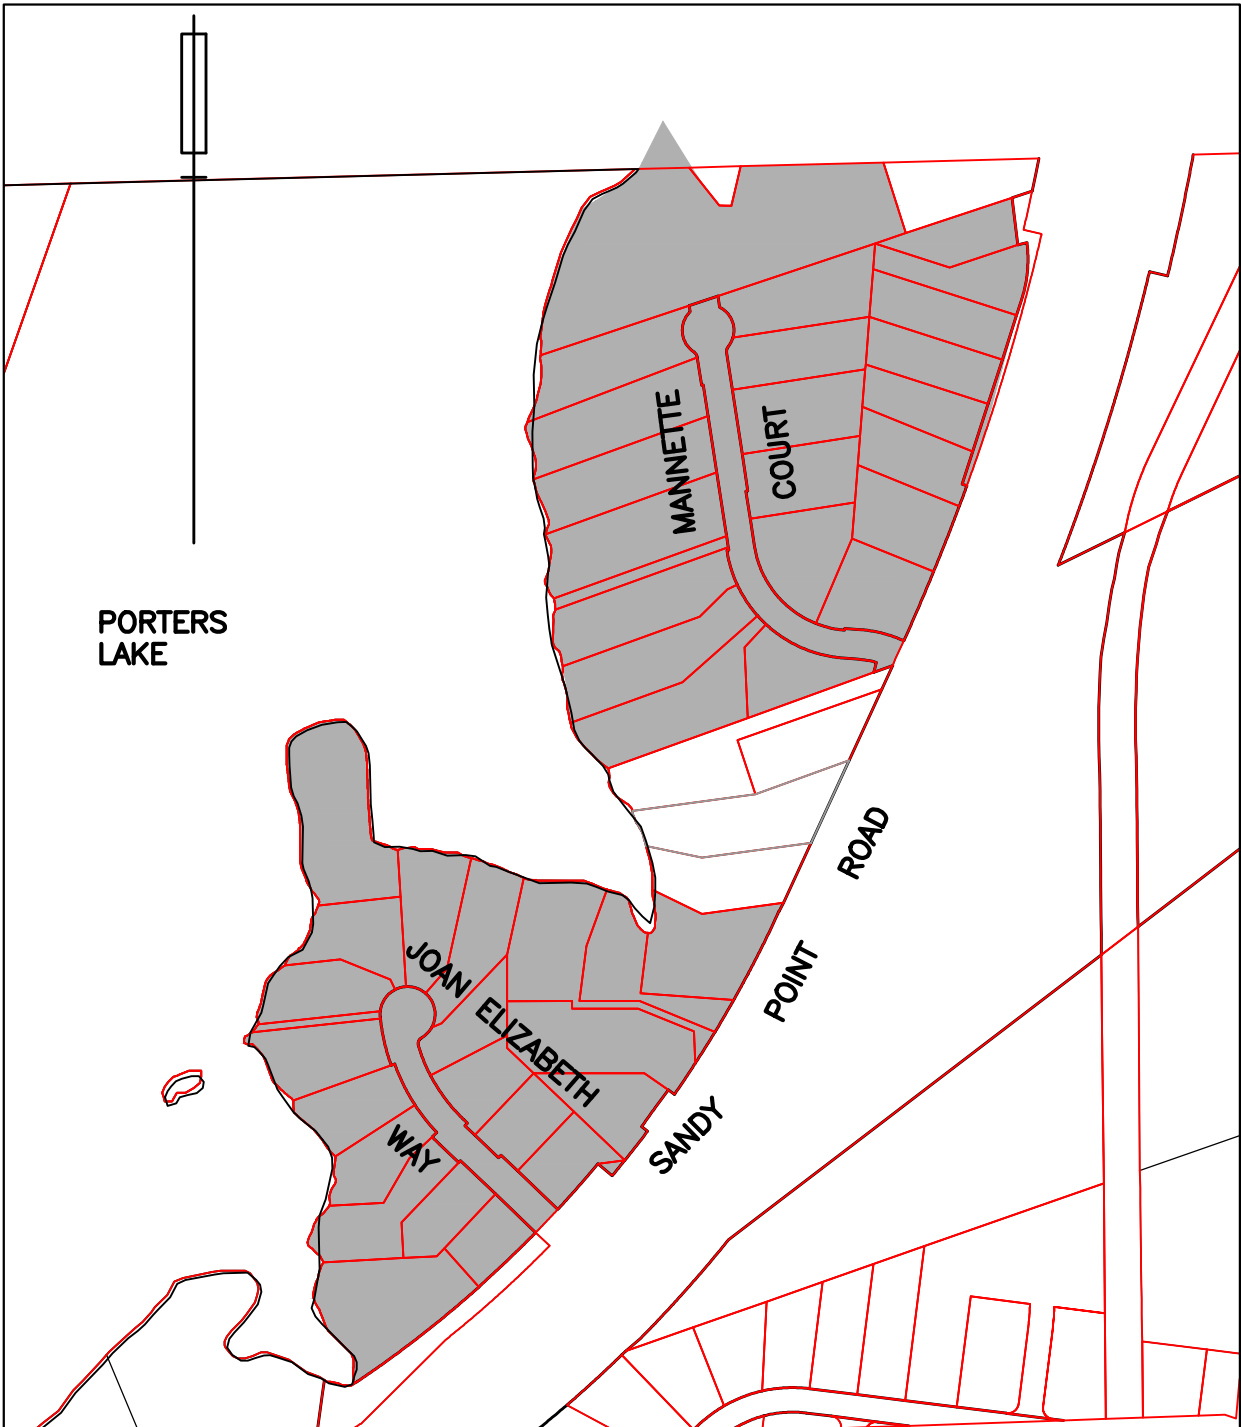 MANNETTE
COURT
PORTERS
LAKE
ROAD
POINT
SANDY
JOAN
ELIZABETH
WAY